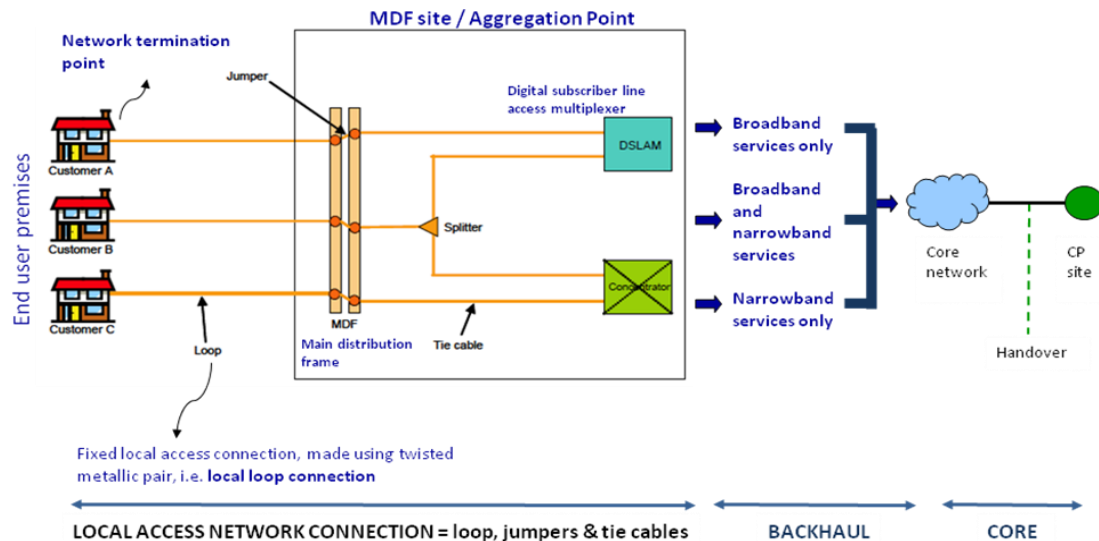 MDF site / Aggregation Point
Network termination
point
Jumper
Digital subscriber line
access multiplexer
End user premises
Customer A
DSLAM
Broadband
services only
Customer B
Splitter
Broadband
and
narrowband
services
Core
network
CP
site
Customer C
Concentrator
Narrowband
services only
MDF
Main distribution
frame
Loop
Tie cable
Handover
Fixed local access connection, made using twisted
metallic pair, i.e. local loop connection
LOCAL ACCESS NETWORK CONNECTION = loop, jumpers & tie cables
BACKHAUL
CORE